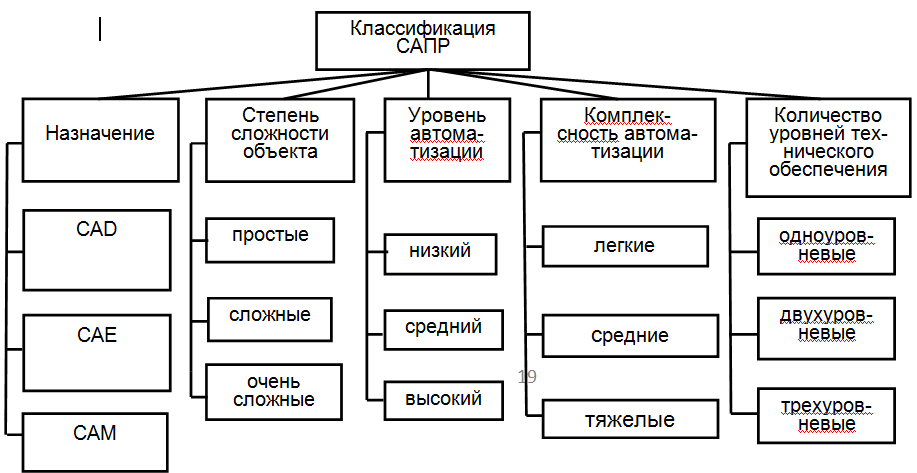 Классификация
САПР
Назначение
CAD
CAE
CAM
Степень
сложности
объекта
простые
сложные
очень
сложные
Уровень
автома-
тизации
низкий
средний
высокий
Комплек-
сность автома-
тизации
легкие
средние
тяжелые
Количество
уровней тех-
нического
обеспечения
одноуров-
невые
двухуров-
невые
трехуров-
невые
19